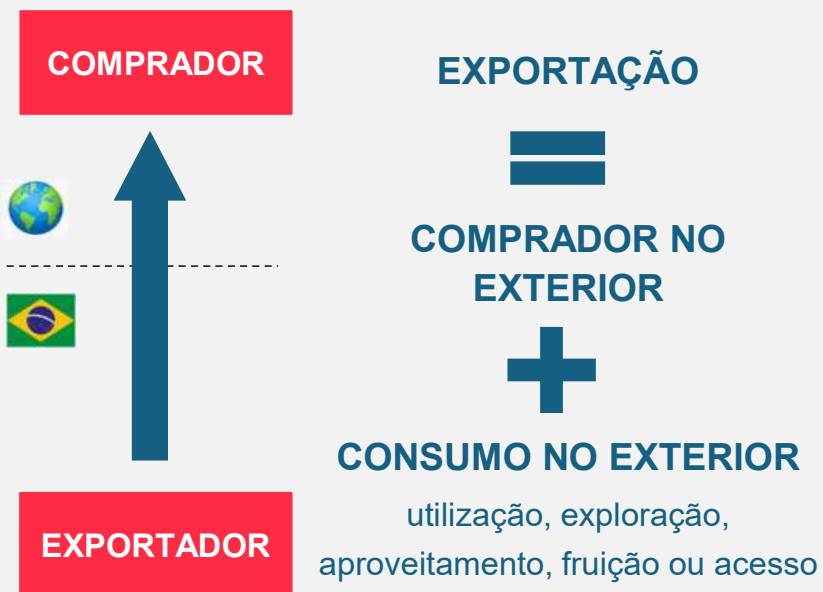 COMPRADOR
EXPORTADOR
EXPORTAÇÃO
COMPRADOR NO
EXTERIOR
CONSUMO NO EXTERIOR
utilização, exploração,
aproveitamento, fruição ou acesso